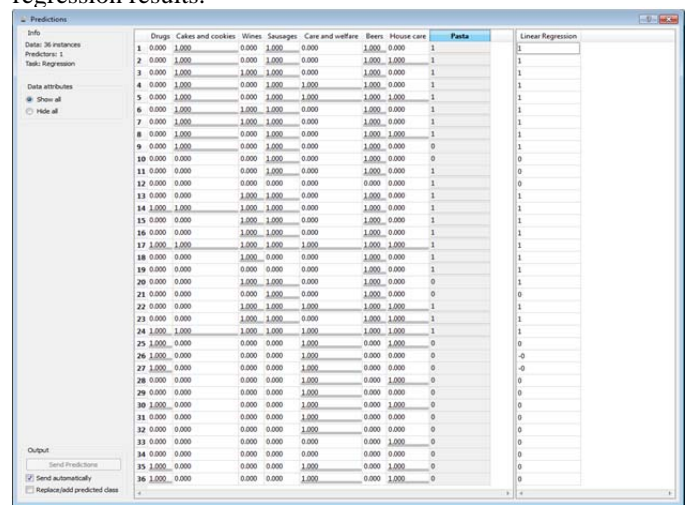 regression results.
Predictions
Info
Data: 36 instances
Predictors: 1
Task: Regression
Data attributes
Show all
Hide all
Output
Send Predictions
Send automatically
Replace/add predicted class
Drugs Cakes and cookies Wines Sausages Care and welfare Beers House care Pasta Linear Regression
1 0.000 1.000 0.000 1.000 0.000 1.000 0.000 1 1
2 0.000 1.000 0.000 1.000 0.000 1.000 1.000 1 1
3 0.000 1.000 1.000 1.000 0.000 1.000 0.000 1 1
4 0.000 1.000 0.000 1.000 1.000 1.000 0.000 1 1
5 0.000 1.000 0.000 1.000 1.000 1.000 1.000 1 1
6 0.000 1.000 1.000 1.000 0.000 1.000 1.000 1 1
7 0.000 1.000 1.000 1.000 0.000 1.000 0.000 1 1
8 0.000 1.000 0.000 1.000 0.000 1.000 1.000 1 1
9 0.000 1.000 0.000 1.000 0.000 1.000 0.000 0 1
10 0.000 0.000 0.000 1.000 0.000 1.000 0.000 0 0
11 0.000 0.000 0.000 1.000 0.000 1.000 0.000 1 0
12 0.000 0.000 0.000 0.000 0.000 0.000 0.000 1 0
13 0.000 0.000 1.000 1.000 0.000 1.000 0.000 1 1
14 1.000 1.000 1.000 1.000 0.000 1.000 0.000 1 1
15 0.000 0.000 1.000 1.000 0.000 1.000 0.000 1 1
16 0.000 0.000 1.000 1.000 0.000 1.000 0.000 1 1
17 1.000 1.000 1.000 1.000 1.000 1.000 1.000 1 1
18 0.000 0.000 1.000 0.000 0.000 1.000 0.000 1 1
19 0.000 0.000 1.000 0.000 0.000 1.000 0.000 1 1
20 0.000 0.000 1.000 1.000 0.000 1.000 0.000 0 1
21 0.000 0.000 0.000 1.000 0.000 1.000 0.000 0 0
22 0.000 0.000 1.000 1.000 1.000 1.000 1.000 1 1
23 0.000 0.000 1.000 1.000 0.000 1.000 1.000 1 1
24 1.000 1.000 1.000 1.000 1.000 1.000 1.000 1 1
25 1.000 0.000 0.000 0.000 1.000 0.000 1.000 0 0
26 1.000 0.000 0.000 0.000 1.000 0.000 0.000 0 -0
27 1.000 0.000 0.000 0.000 1.000 0.000 0.000 0 -0
28 0.000 0.000 0.000 0.000 1.000 0.000 1.000 0 0
29 0.000 0.000 0.000 0.000 1.000 0.000 0.000 0 0
30 1.000 0.000 0.000 0.000 1.000 0.000 1.000 0 0
31 0.000 0.000 0.000 0.000 1.000 0.000 0.000 0 0
32 0.000 0.000 0.000 0.000 1.000 0.000 0.000 0 0
33 0.000 0.000 0.000 0.000 0.000 0.000 1.000 0 0
34 0.000 0.000 0.000 0.000 1.000 0.000 0.000 0 0
35 1.000 0.000 0.000 0.000 1.000 0.000 1.000 0 0
36 1.000 0.000 0.000 0.000 1.000 0.000 1.000 0 0